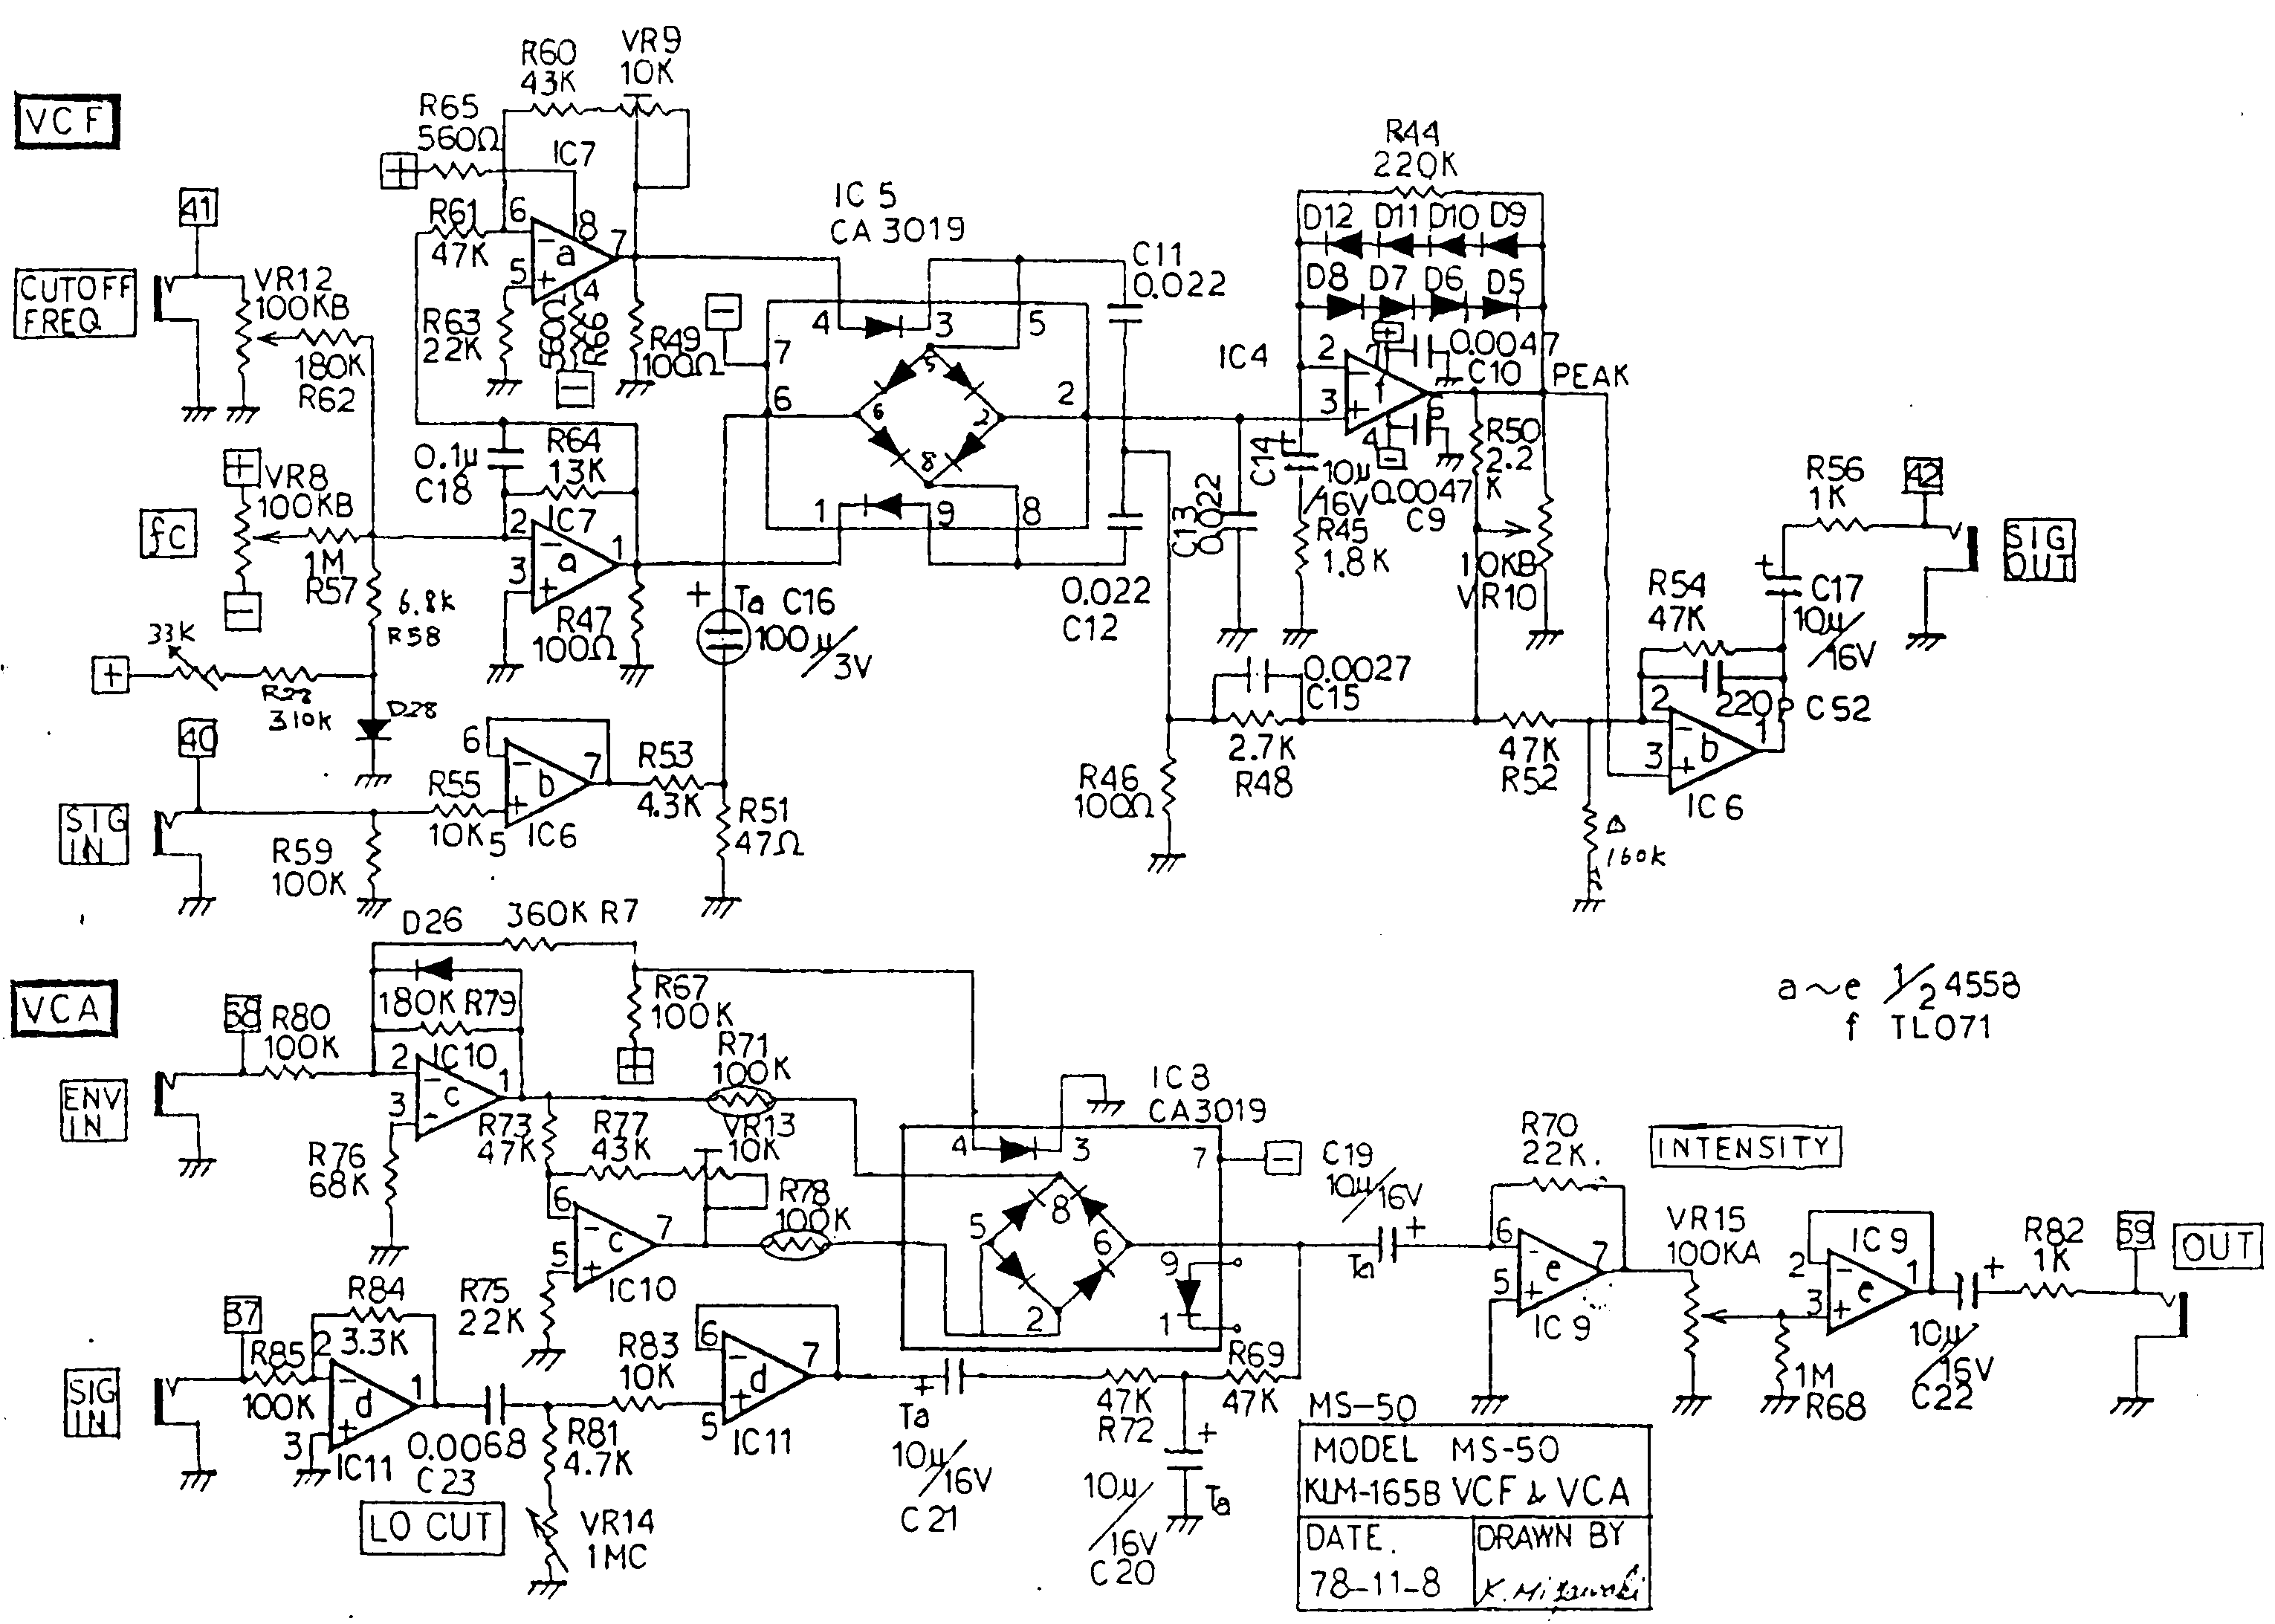 VCF
R60
43K
VR9
10K
R65
560Ω
IC7
+
41
R61
47K
6
8
7
a
5
4
CUTOFF
FREQ
VR12
100KB
180K
R62
R63
22K
560Ω
R66
−
R49
100Ω
IC 5
CA3019
−
7
6
4
3
5
5
6
2
8
2
1
9
8
C11
0.022
0.022
C12
R44
220K
D12 D11 D10 D9
D8 D7 D6 D5
IC4
2
3
7
f
6
4
+
−
0.0047
C10
PEAK
0.0047
C9
R50
2.2
K
C14
+
10μ
/16V
R45
1.8K
C13
0.022
10KB
VR10
+
VR8
100KB
fC
−
1M
R57
0.1μ
C18
R64
13K
IC7
2
3
1
a
R47
100Ω
6.8K
R58
33K
+
R28
310K
D28
+ Ta C16
100μ/3V
40
SIG
IN
R59
100K
R55
10K
5
6
7
b
IC6
R53
4.3K
R51
47Ω
0.0027
C15
2.7K
R48
R46
100Ω
47K
R52
160K
R54
47K
220P C52
2
3
1
b
IC6
+
C17
10μ/16V
R56
1K
42
SIG
OUT
VCA
D26
360K R7
180K R79
R67
100K
+
58
R80
100K
ENV
IN
IC10
2
3
1
c
R76
68K
R73
47K
R77
43K
R71
100K
VR13
10K
R78
100K
6
5
7
c
IC10
R75
22K
IC8
CA3019
4
3
7
−
5
8
6
2
9
1
C19
10μ/16V
+
Ta
R70
22K
6
5
7
e
IC9
INTENSITY
VR15
100KA
IC9
2
3
1
e
1M
R68
+
10μ/16V
C22
R82
1K
59
OUT
a~e 1/2 4558
f TL071
37
SIG
IN
R85
100K
R84
3.3K
2
3
1
d
IC11
0.0068
C23
R81
4.7K
LO CUT
VR14
1MC
R83
10K
6
5
7
d
IC11
+
Ta
10μ/16V
C21
47K
R72
R69
47K
+
10μ/16V
Ta
C20
MS-50
MODEL MS-50
KLM-165B VCF & VCA
DATE.
78-11-8
DRAWN BY